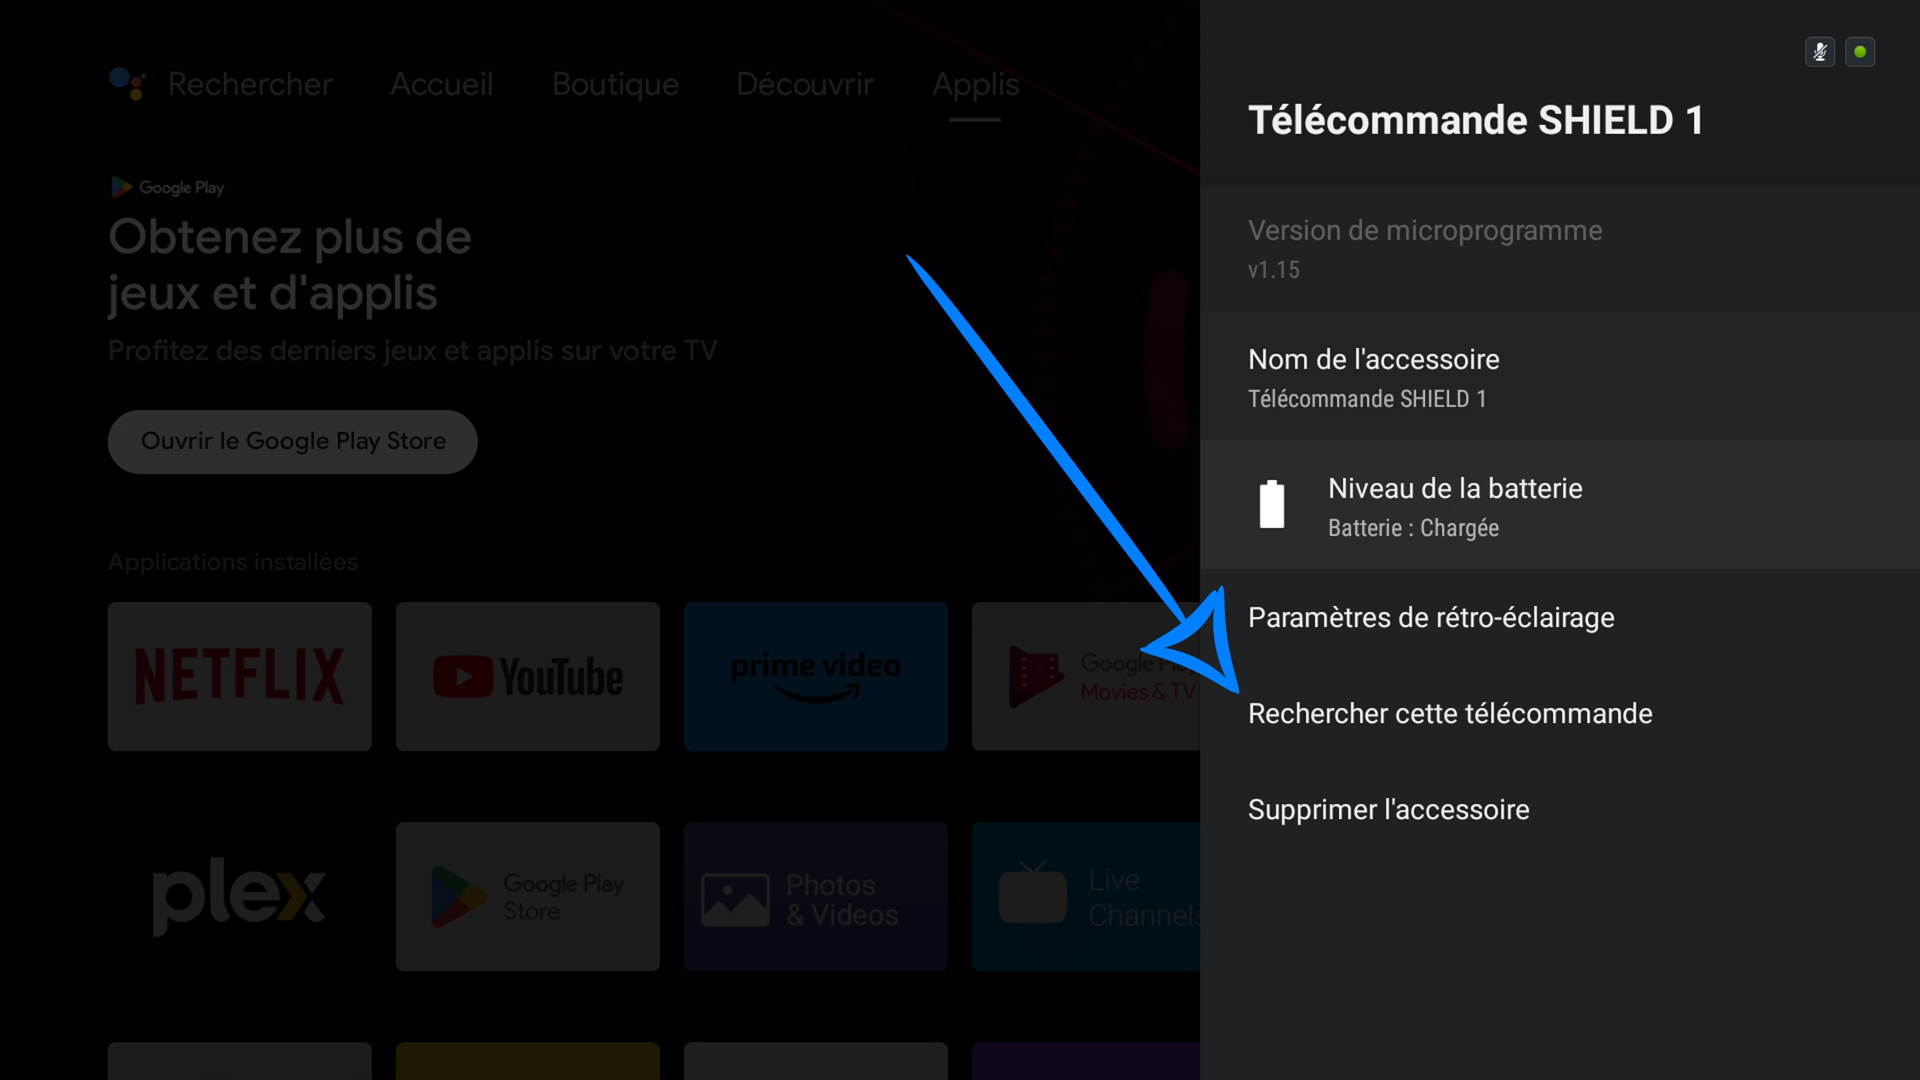 Rechercher
Accueil
Boutique
Découvrir
Applis
Google Play
Obtenez plus de
jeux et d'applis
Profitez des derniers jeux et applis sur votre TV
Ouvrir le Google Play Store
Applications installées
NETFLIX
YouTube
prime video
Google Play
Movies & TV
plex
Google Play
Store
Photos
& Videos
Live
Channels
Télécommande SHIELD 1
Version de microprogramme
v1.15
Nom de l'accessoire
Télécommande SHIELD 1
Niveau de la batterie
Batterie : Chargée
Paramètres de rétro-éclairage
Rechercher cette télécommande
Supprimer l'accessoire